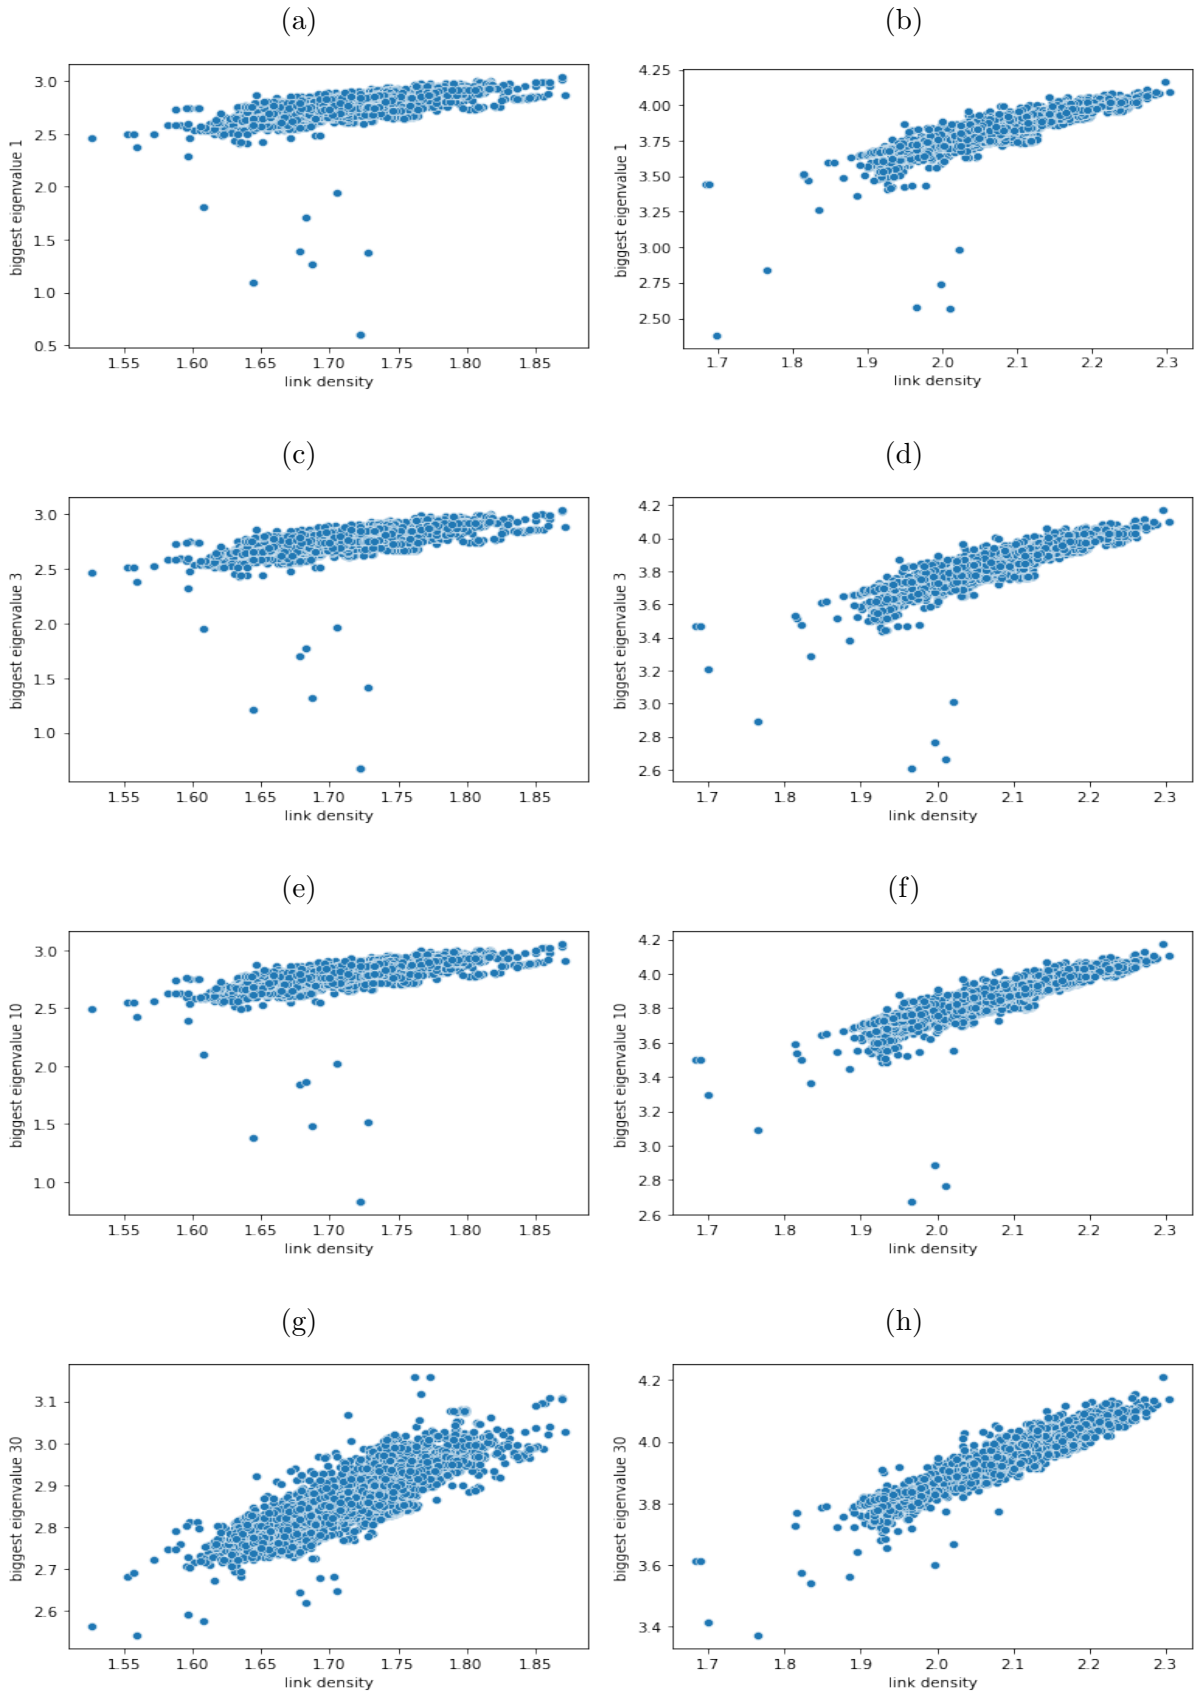 (a)
(b)
3.0
2.5
2.0
1.5
1.0
0.5
biggest eigenvalue 1
1.55 1.60 1.65 1.70 1.75 1.80 1.85
link density
4.25
4.00
3.75
3.50
3.25
3.00
2.75
2.50
biggest eigenvalue 1
1.7 1.8 1.9 2.0 2.1 2.2 2.3
link density
(c)
(d)
3.0
2.5
2.0
1.5
1.0
biggest eigenvalue 3
1.55 1.60 1.65 1.70 1.75 1.80 1.85
link density
4.2
4.0
3.8
3.6
3.4
3.2
3.0
2.8
2.6
biggest eigenvalue 3
1.7 1.8 1.9 2.0 2.1 2.2 2.3
link density
(e)
(f)
3.0
2.5
2.0
1.5
1.0
biggest eigenvalue 10
1.55 1.60 1.65 1.70 1.75 1.80 1.85
link density
4.2
4.0
3.8
3.6
3.4
3.2
3.0
2.8
2.6
biggest eigenvalue 10
1.7 1.8 1.9 2.0 2.1 2.2 2.3
link density
(g)
(h)
3.1
3.0
2.9
2.8
2.7
2.6
biggest eigenvalue 30
1.55 1.60 1.65 1.70 1.75 1.80 1.85
link density
4.2
4.0
3.8
3.6
3.4
biggest eigenvalue 30
1.7 1.8 1.9 2.0 2.1 2.2 2.3
link density